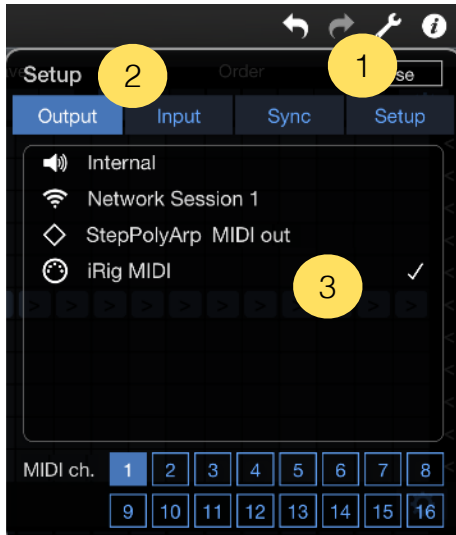 Order
Setup 2 1 se
Output Input Sync Setup
Internal
Network Session 1
StepPolyArp MIDI out
iRig MIDI
3
MIDI ch. 1 2 3 4 5 6 7 8
9 10 11 12 13 14 15 16